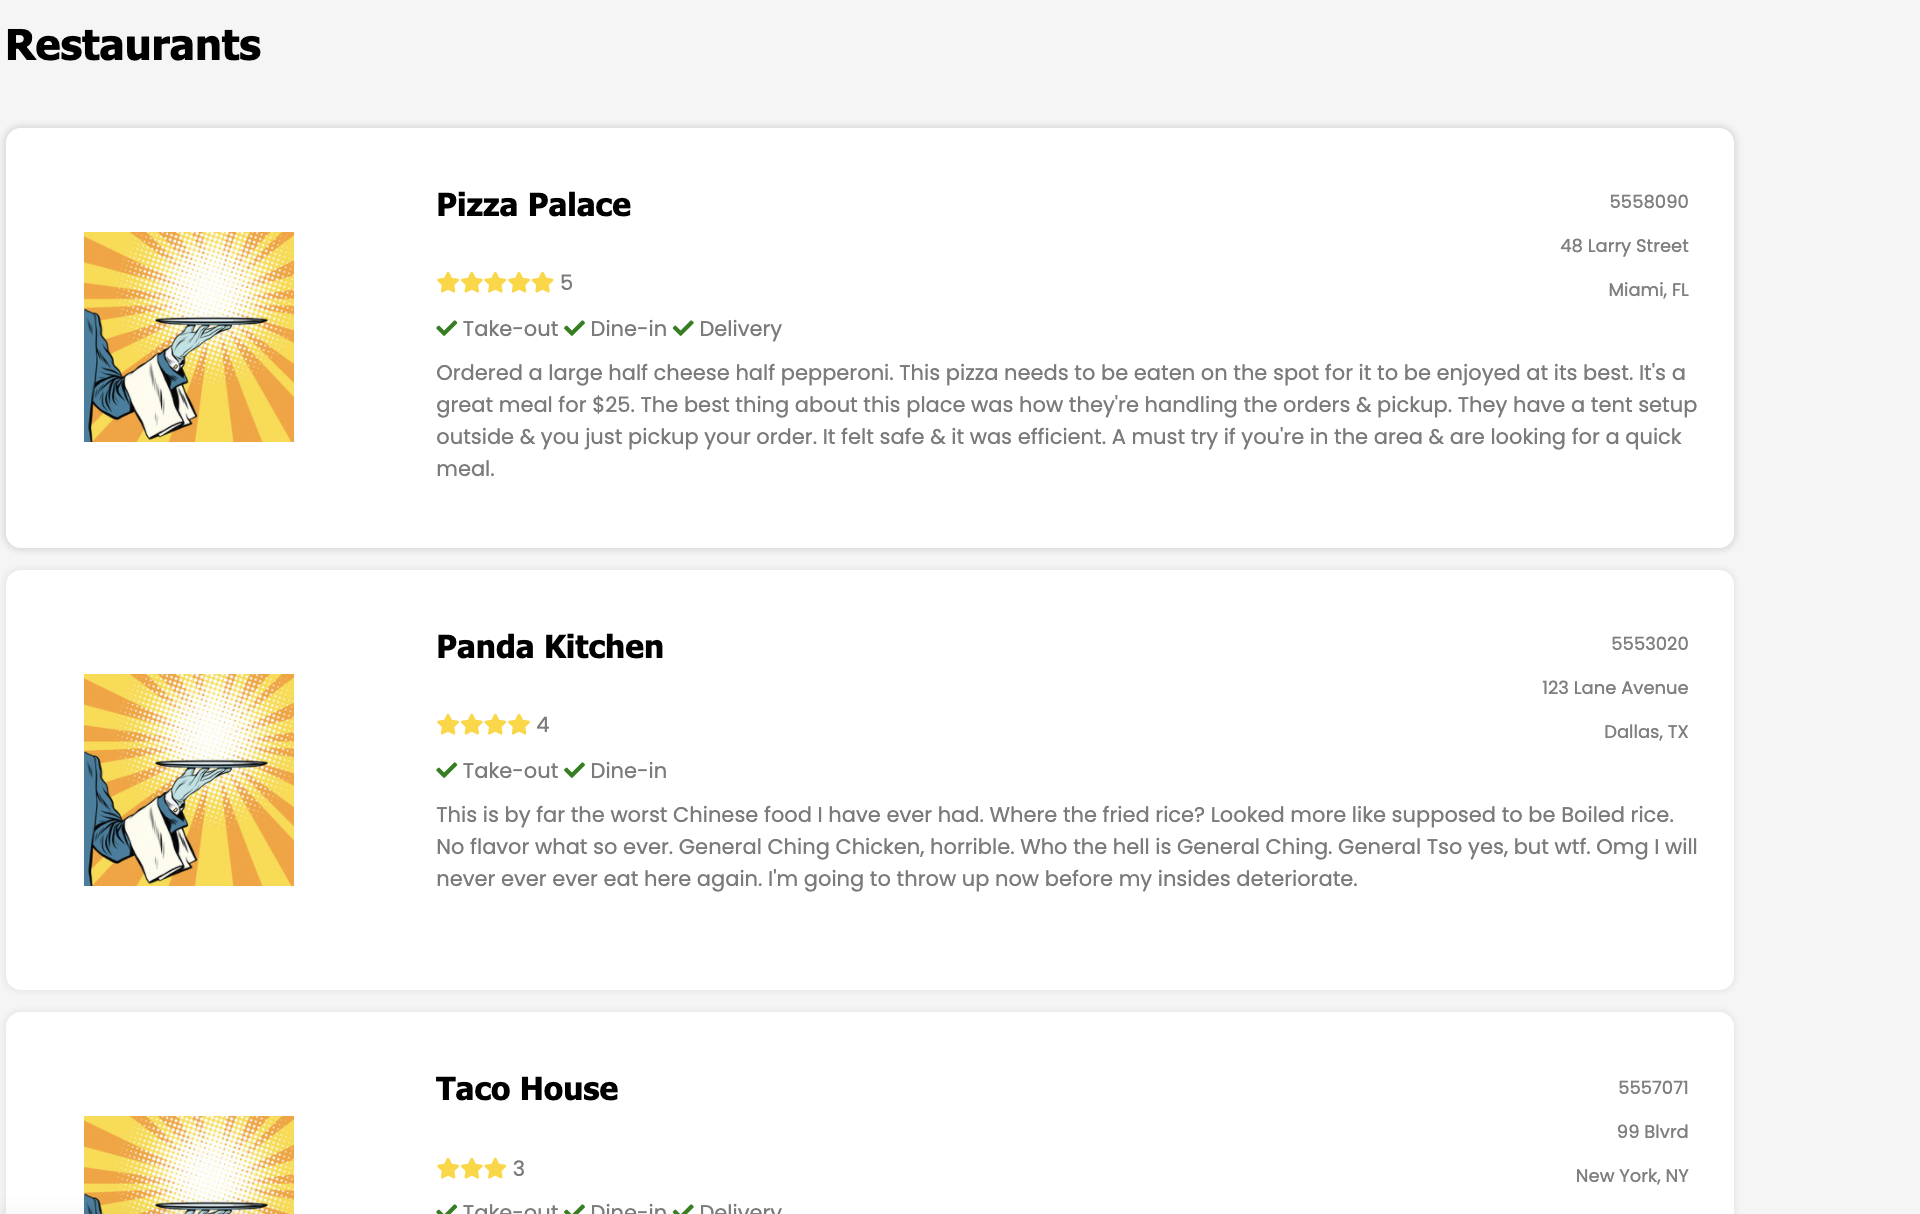 Restaurants
Pizza Palace
5558090
48 Larry Street
Miami, FL
5
Take-out Dine-in Delivery
Ordered a large half cheese half pepperoni. This pizza needs to be eaten on the spot for it to be enjoyed at its best. It's a
great meal for $25. The best thing about this place was how they're handling the orders & pickup. They have a tent setup
outside & you just pickup your order. It felt safe & it was efficient. A must try if you're in the area & are looking for a quick
meal.
Panda Kitchen
5553020
123 Lane Avenue
Dallas, TX
4
Take-out Dine-in
This is by far the worst Chinese food I have ever had. Where the fried rice? Looked more like supposed to be Boiled rice.
No flavor what so ever. General Ching Chicken, horrible. Who the hell is General Ching. General Tso yes, but wtf. Omg I will
never ever ever eat here again. I'm going to throw up now before my insides deteriorate.
Taco House
5557071
99 Blvrd
New York, NY
3
Take-out Dine-in Delivery